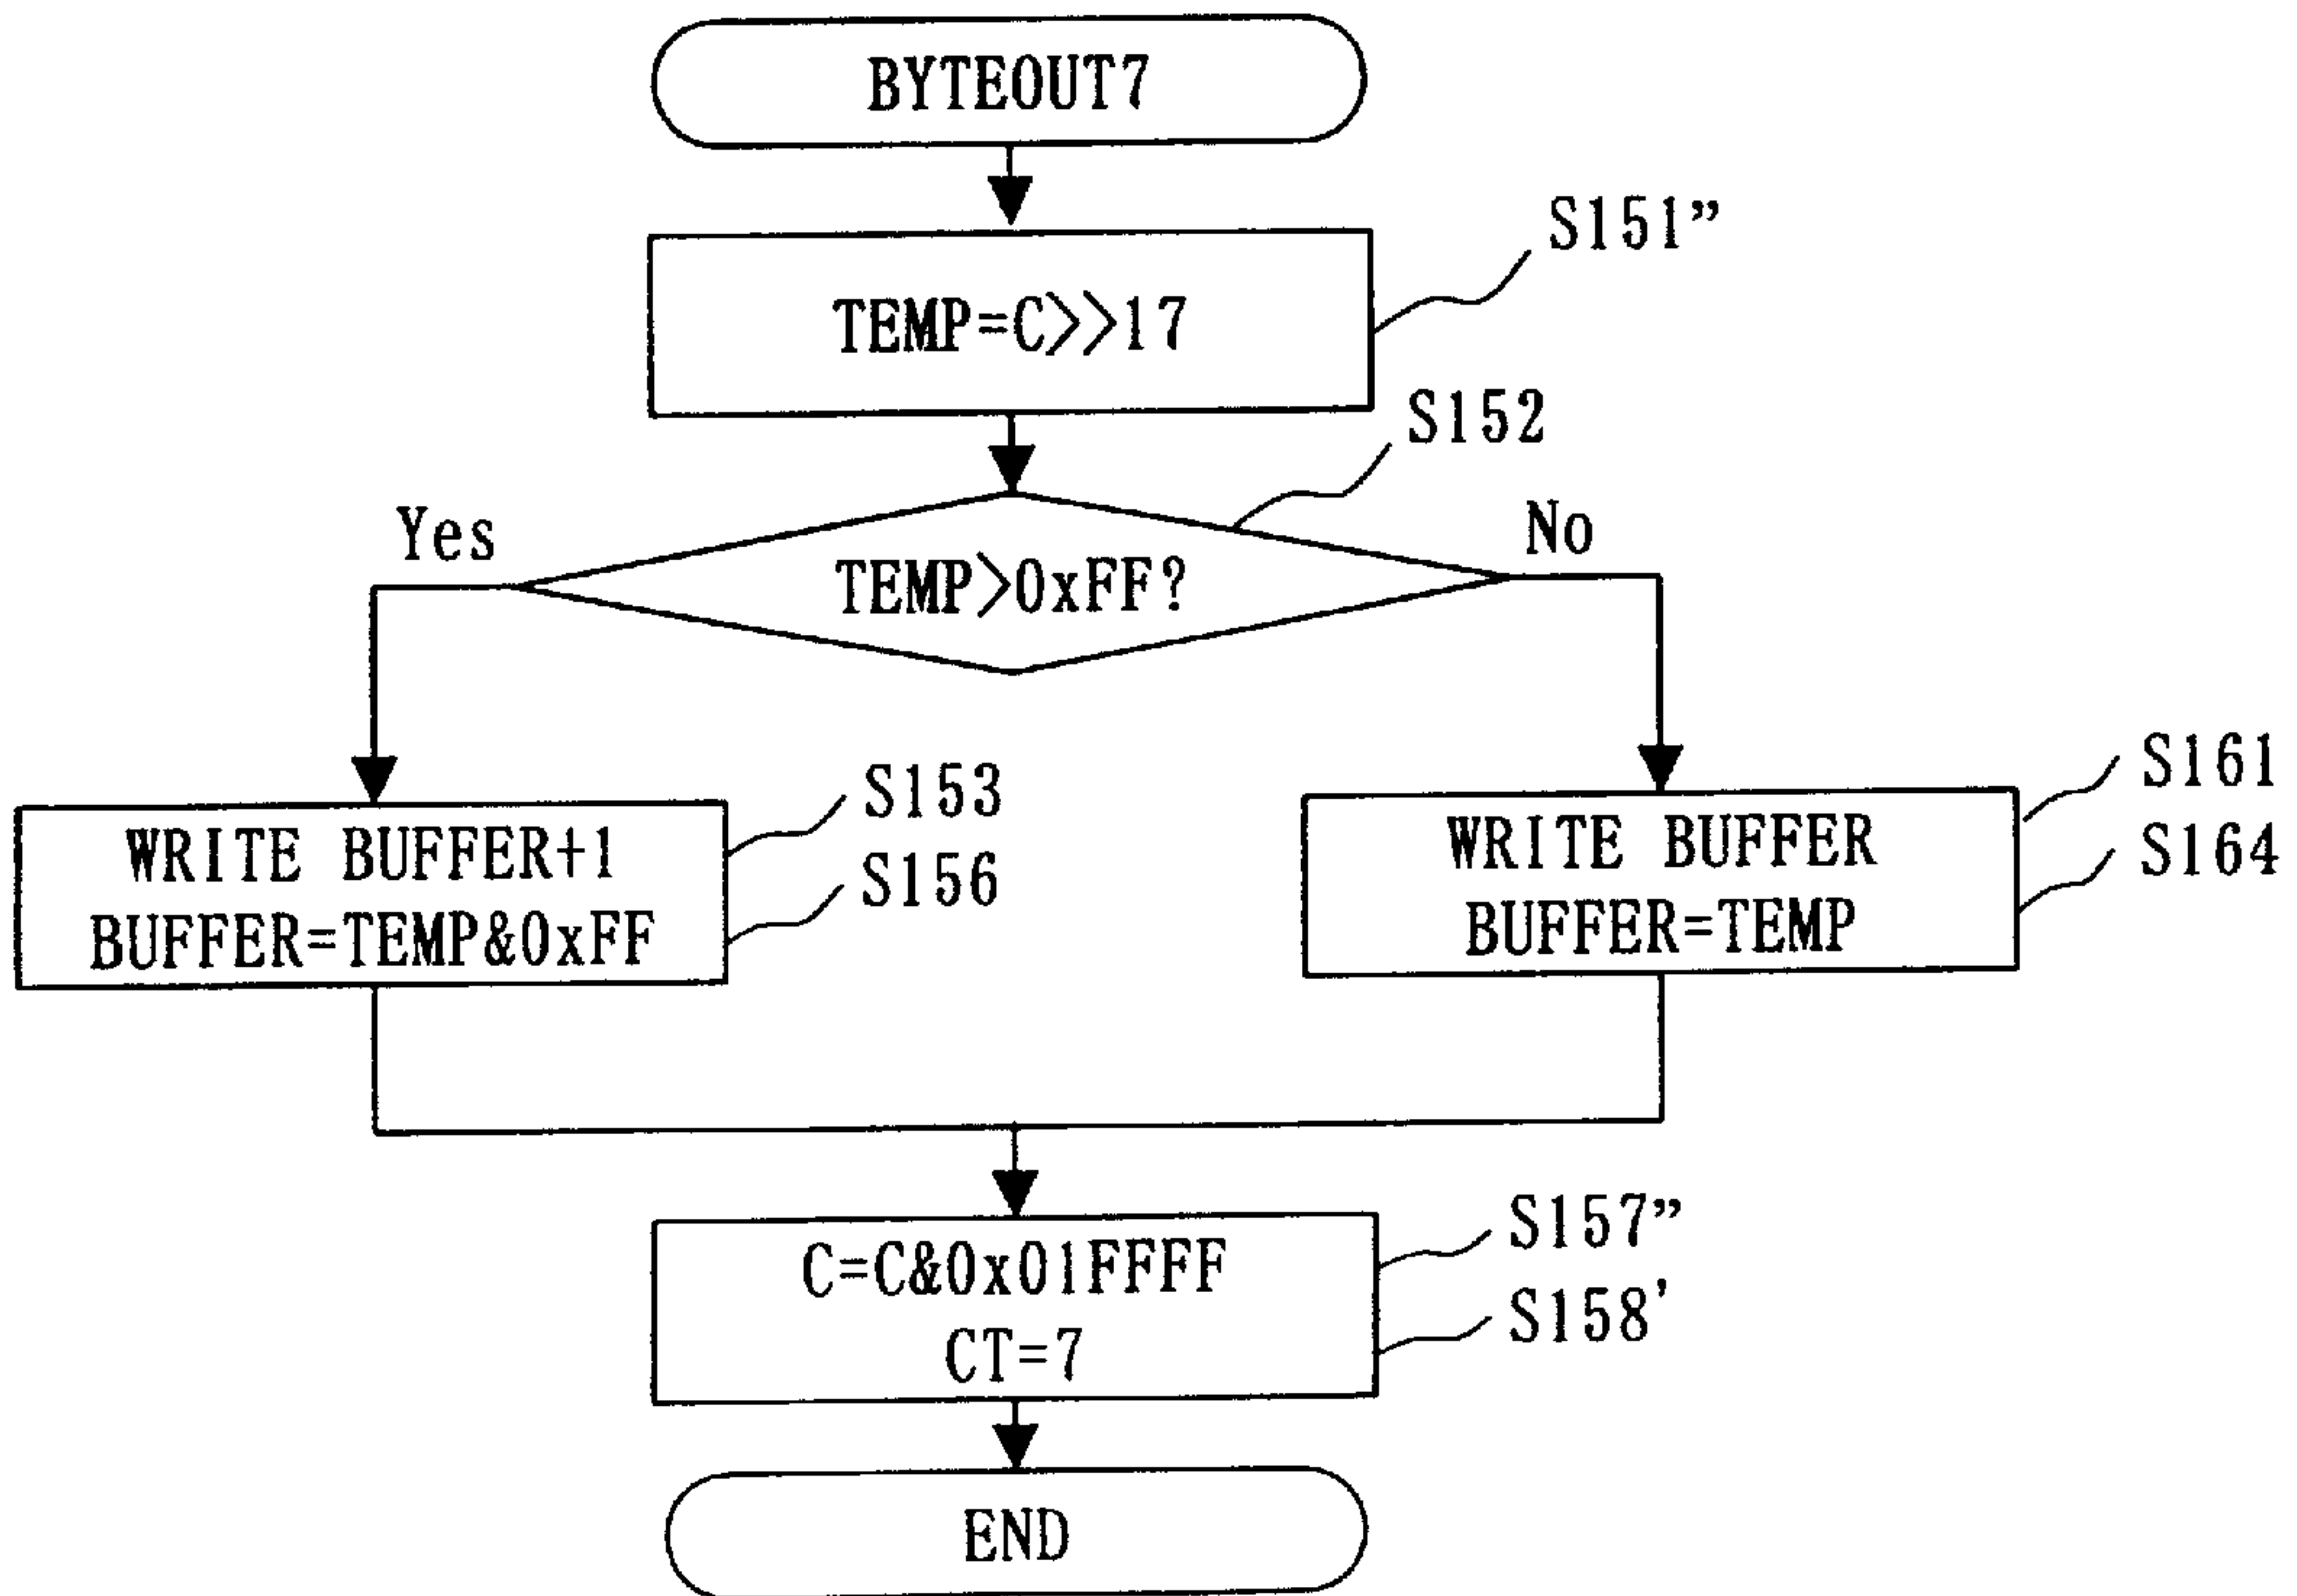 BYTEOUT7
S151”
TEMP=C>>17
S152
Yes
No
TEMP>0xFF?
S153
S156
WRITE BUFFER+1
BUFFER=TEMP&0xFF
S161
S164
WRITE BUFFER
BUFFER=TEMP
S157”
C=C&0x01FFFF
S158'
CT=7
END